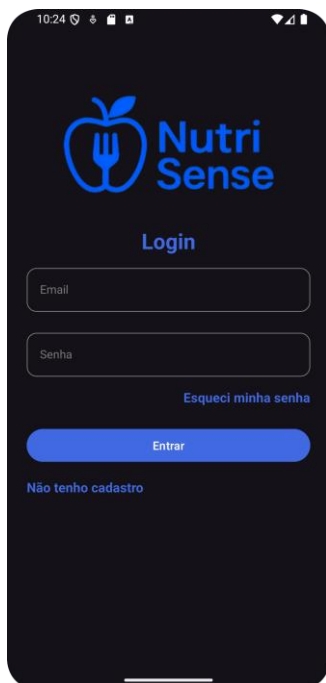 10:24
Nutri
Sense
Login
Email
Senha
Esqueci minha senha
Entrar
Não tenho cadastro